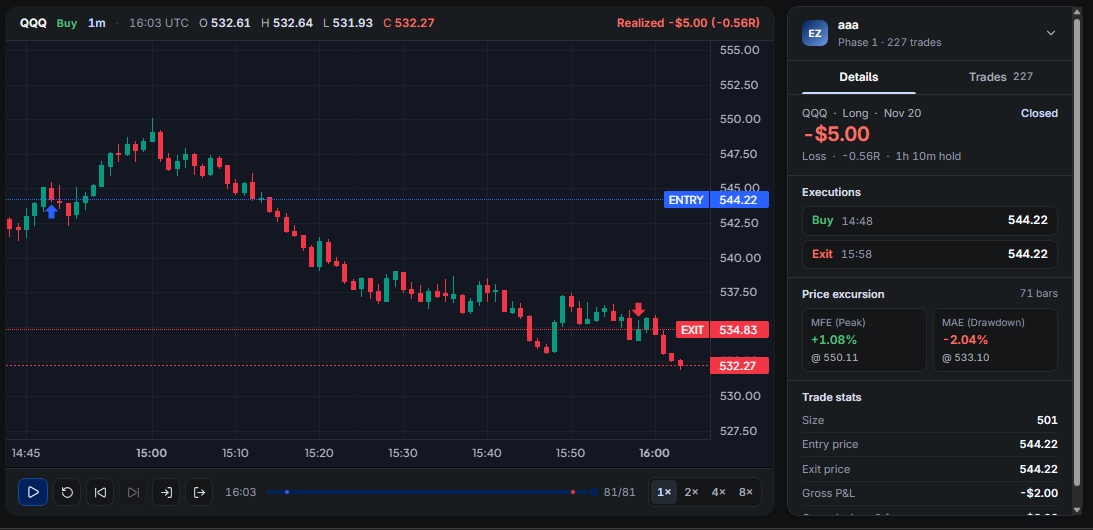 QQQ Buy 1m · 16:03 UTC O 532.61 H 532.64 L 531.93 C 532.27 Realized -$5.00 (-0.56R)
555.00
552.50
550.00
547.50
545.00
ENTRY 544.22
542.50
540.00
537.50
EXIT 534.83
532.27
530.00
527.50
14:45 15:00 15:10 15:20 15:30 15:40 15:50 16:00
16:03 81/81 1× 2× 4× 8×
EZ aaa
Phase 1 · 227 trades
Details Trades 227
QQQ · Long · Nov 20 Closed
-$5.00
Loss · -0.56R · 1h 10m hold
Executions
Buy 14:48 544.22
Exit 15:58 544.22
Price excursion 71 bars
MFE (Peak)
+1.08%
@ 550.11
MAE (Drawdown)
-2.04%
@ 533.10
Trade stats
Size 501
Entry price 544.22
Exit price 544.22
Gross P&L -$2.00